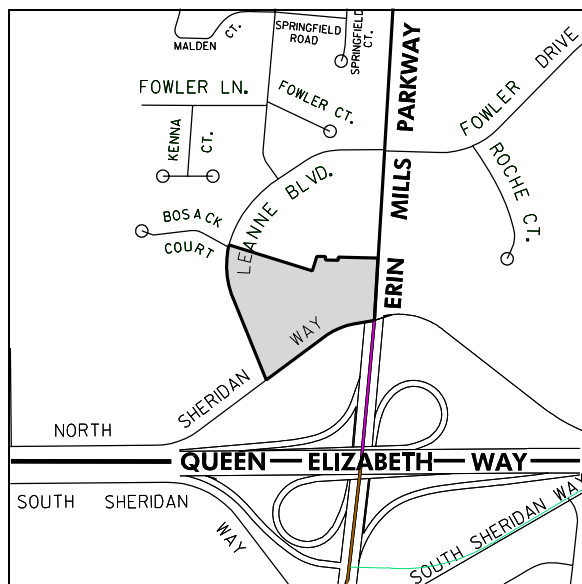 MALDEN CT.
SPRINGFIELD
ROAD
SPRINGFIELD
CT.
FOWLER LN.
FOWLER CT.
KENNA
CT.
BOSACK
COURT
LEANNE BLVD.
ERIN MILLS PARKWAY
FOWLER DRIVE
ROCHE CT.
NORTH SHERIDAN WAY
QUEEN ELIZABETH WAY
SOUTH SHERIDAN WAY
SOUTH SHERIDAN WAY